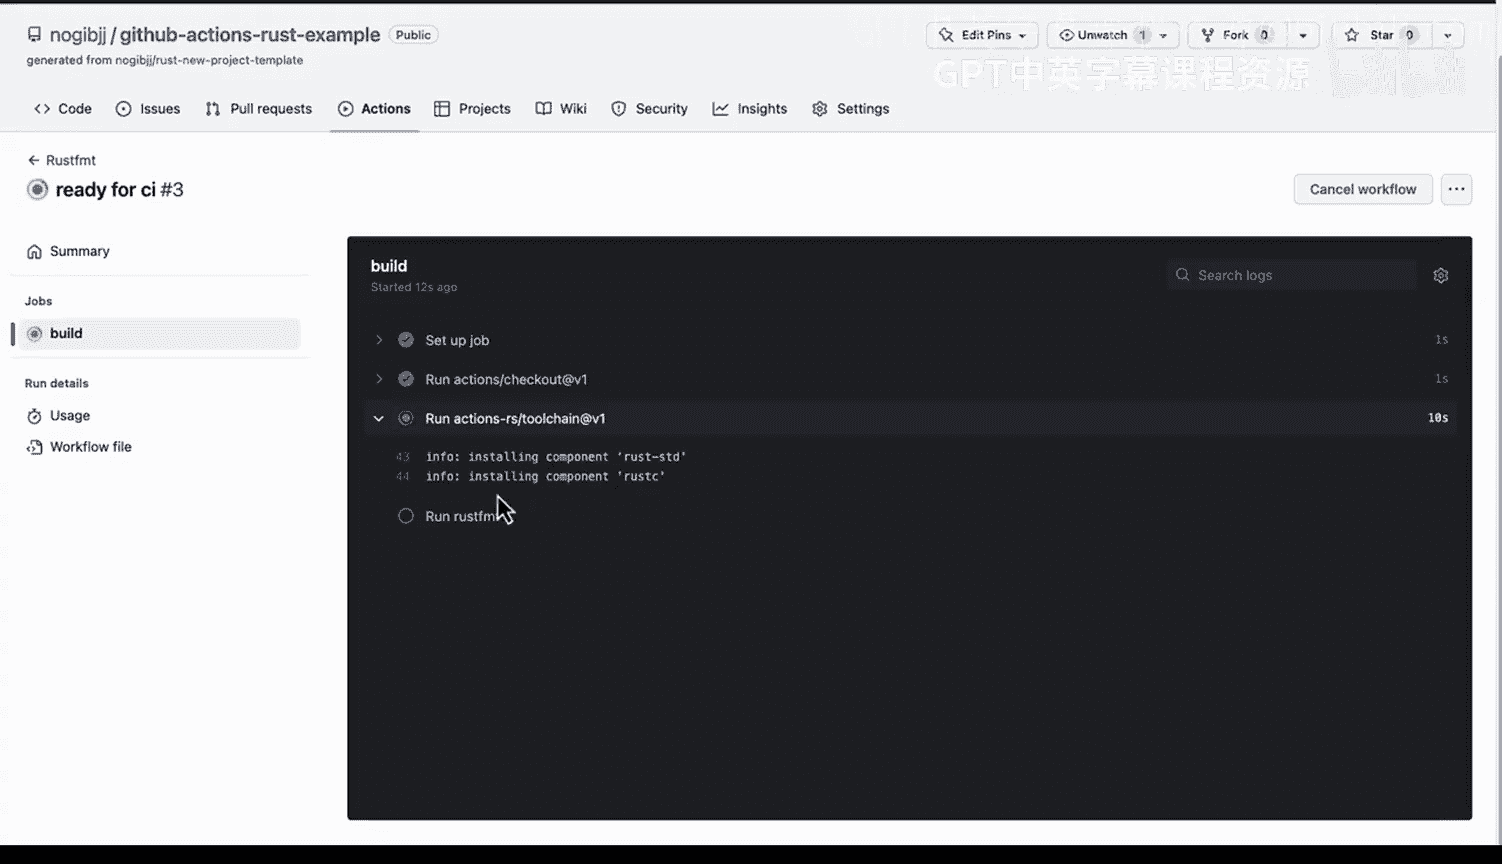 nogibjj / github-actions-rust-example Public
Edit Pins Unwatch 1 Fork 0 Star 0
generated from nogibjj/rust-new-project-template
GPT中英字幕课程资源
Code Issues Pull requests Actions Projects Wiki Security Insights Settings
← Rustfmt
ready for ci #3
Cancel workflow ...
Summary
Jobs
build
Run details
Usage
Workflow file
build
Started 12s ago
Search logs
Set up job 1s
Run actions/checkout@v1 1s
Run actions-rs/toolchain@v1 10s
43 info: installing component 'rust-std'
44 info: installing component 'rustc'
Run rustfm